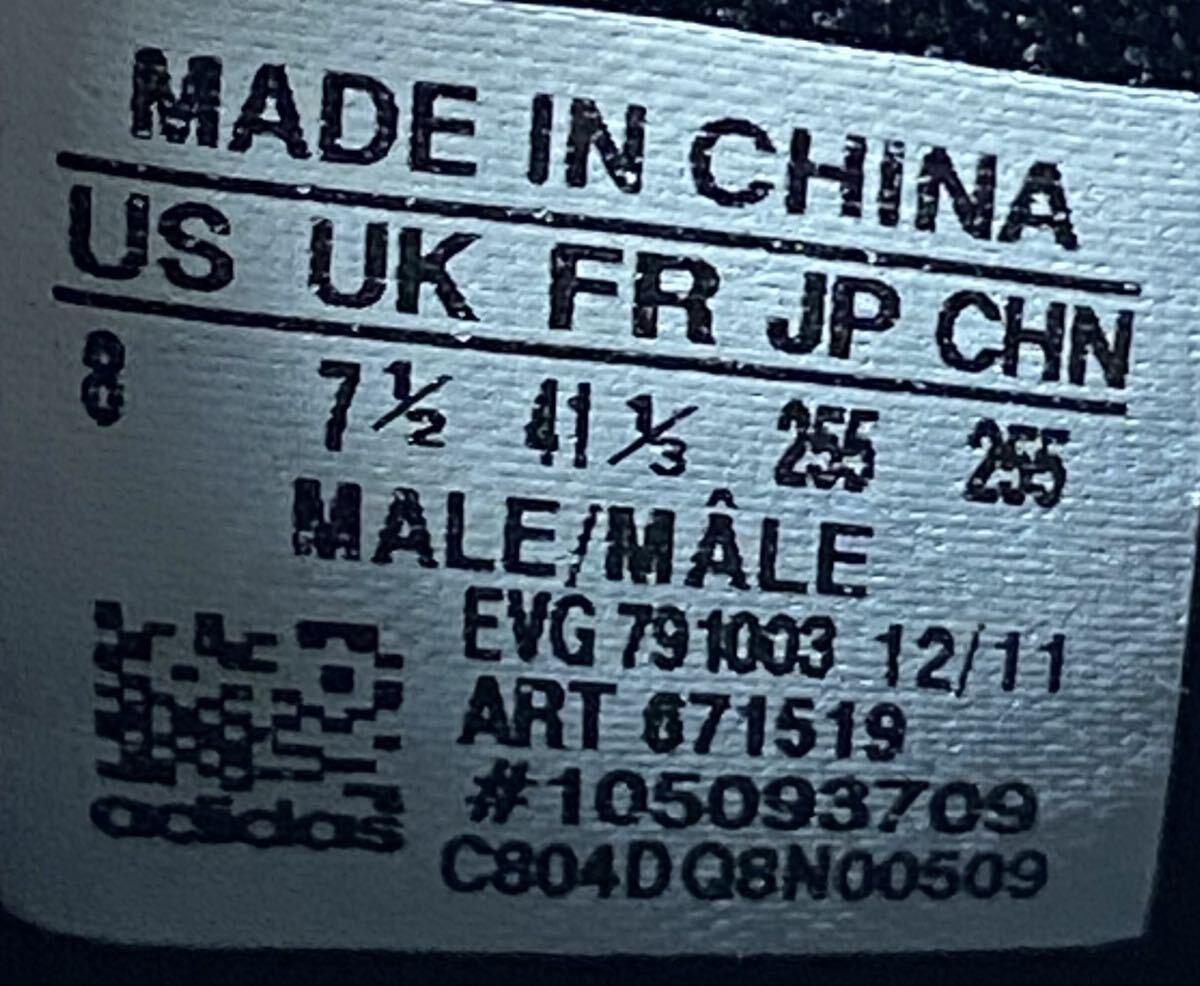 MADE IN CHINA
US UK FR JP CHN
8 7½ 41⅓ 255 255
MALE/MÂLE
EVG 791003 12/11
ART 671519
#105093709
adidas
C804DQ8N00509